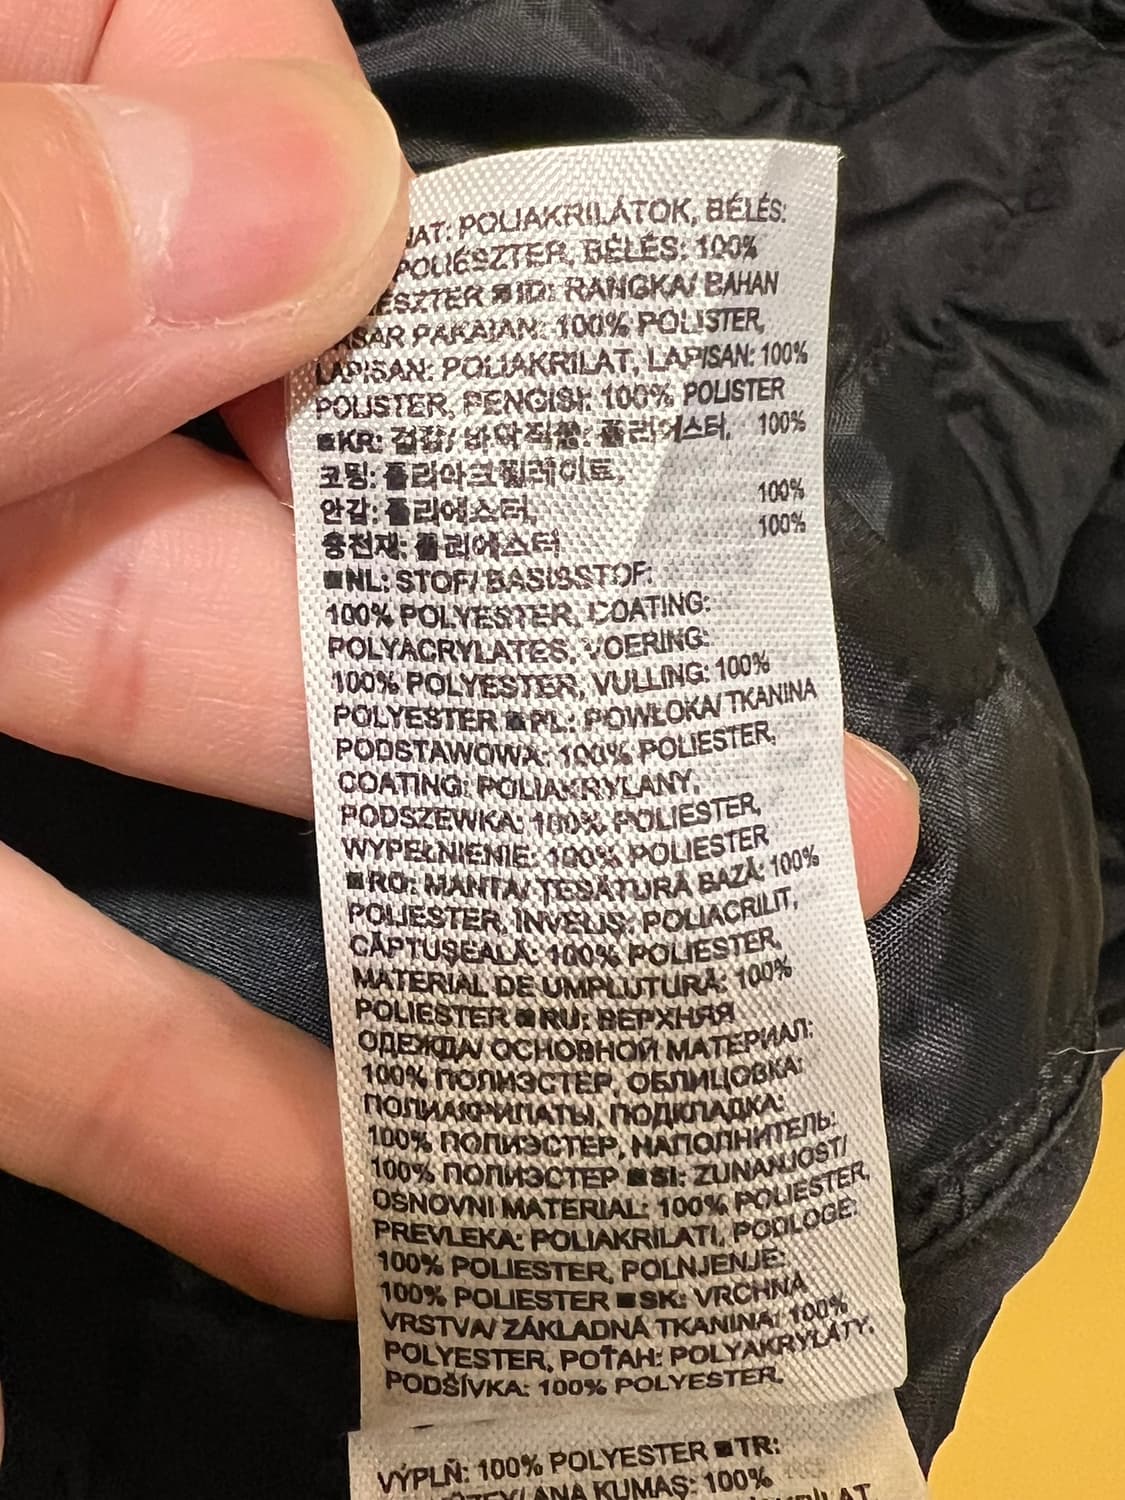 POLIAKRILÁTOK, BÉLÉS:
POLIÉSZTER, BÉLÉS: 100%
■ID: RANGKA/ BAHAN
PAKAIAN: 100% POLISTER,
LAPISAN: POLIAKRILAT, LAPISAN: 100%
POLISTER, PENGISI: 100% POLISTER
■KR: 겉감/ 바닥직물: 폴리에스터, 100%
코팅: 폴리아크릴레이트,
안감: 폴리에스터, 100%
충전재: 폴리에스터 100%
■NL: STOF/ BASISSTOF:
100% POLYESTER, COATING:
POLYACRYLATES, VOERING:
100% POLYESTER, VULLING: 100%
POLYESTER ■PL: POWŁOKA/ TKANINA
PODSTAWOWA: 100% POLIESTER,
COATING: POLIAKRYLANY,
PODSZEWKA: 100% POLIESTER,
WYPEŁNIENIE: 100% POLIESTER
■RO: MANTA/ ŢESĂTURĂ BAZĂ: 100%
POLIESTER, ÎNVELIŞ: POLIACRILIT,
CĂPTUŞEALĂ: 100% POLIESTER,
MATERIAL DE UMPLUTURĂ: 100%
POLIESTER ■RU: ВЕРХНЯЯ
ОДЕЖДА/ ОСНОВНОЙ МАТЕРИАЛ:
100% ПОЛИЭСТЕР, ОБЛИЦОВКА:
ПОЛИАКРИЛАТЫ, ПОДКЛАДКА:
100% ПОЛИЭСТЕР, НАПОЛНИТЕЛЬ:
100% ПОЛИЭСТЕР ■SI: ZUNANJOST/
OSNOVNI MATERIAL: 100% POLIESTER,
PREVLEKA: POLIAKRILATI, PODLOGE:
100% POLIESTER, POLNJENJE:
100% POLIESTER ■SK: VRCHNÁ
VRSTVA/ ZÁKLADNÁ TKANINA: 100%
POLYESTER, POŤAH: POLYAKRYLÁTY,
PODŠÍVKA: 100% POLYESTER,
VÝPLŇ: 100% POLYESTER ■TR:
ANA KUMAŞ: 100%